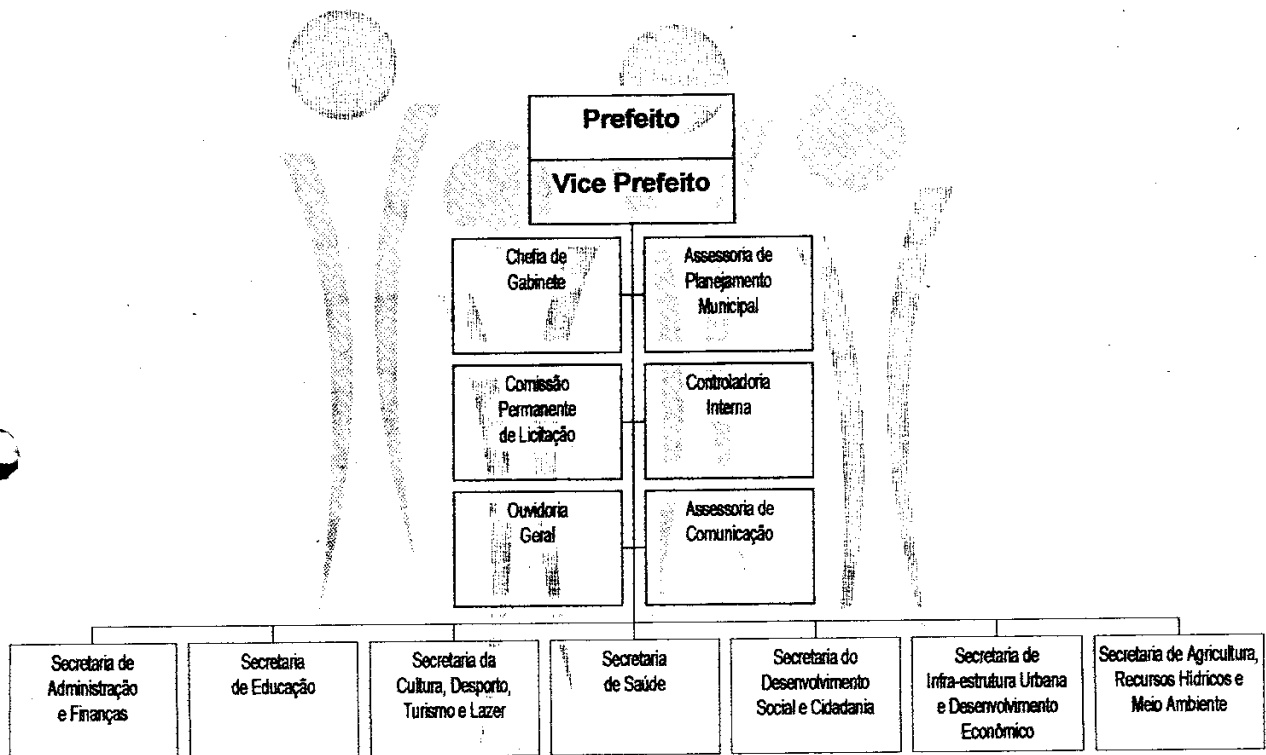 Prefeito
Vice Prefeito
Chefia de
Gabinete
Assessoria de
Planejamento
Municipal
Comissão
Permanente
de Licitação
Controladoria
Interna
Ouvidoria
Geral
Assessoria de
Comunicação
Secretaria de
Administração
e Finanças
Secretaria
de Educação
Secretaria da
Cultura, Desporto,
Turismo e Lazer
Secretaria
de Saúde
Secretaria do
Desenvolvimento
Social e Cidadania
Secretaria de
Infra-estrutura Urbana
e Desenvolvimento
Econômico
Secretaria de Agricultura,
Recursos Hídricos e
Meio Ambiente